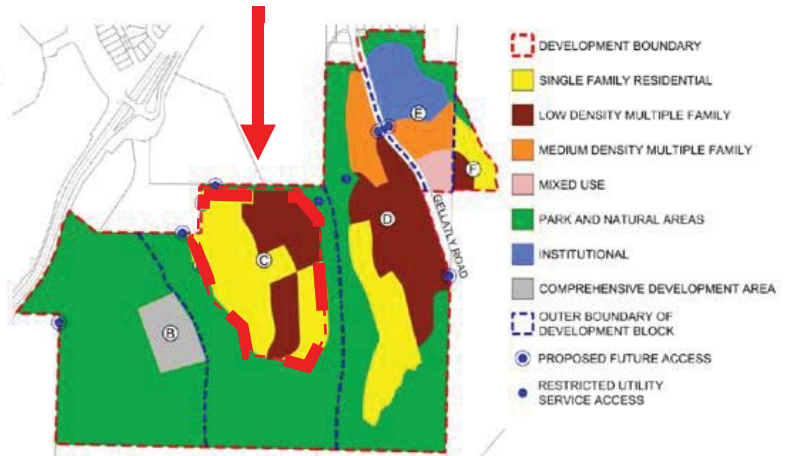 DEVELOPMENT BOUNDARY
SINGLE FAMILY RESIDENTIAL
LOW DENSITY MULTIPLE FAMILY
MEDIUM DENSITY MULTIPLE FAMILY
MIXED USE
PARK AND NATURAL AREAS
INSTITUTIONAL
COMPREHENSIVE DEVELOPMENT AREA
OUTER BOUNDARY OF
DEVELOPMENT BLOCK
PROPOSED FUTURE ACCESS
RESTRICTED UTILITY
SERVICE ACCESS
E
F
D
GELLATLY ROAD
C
B